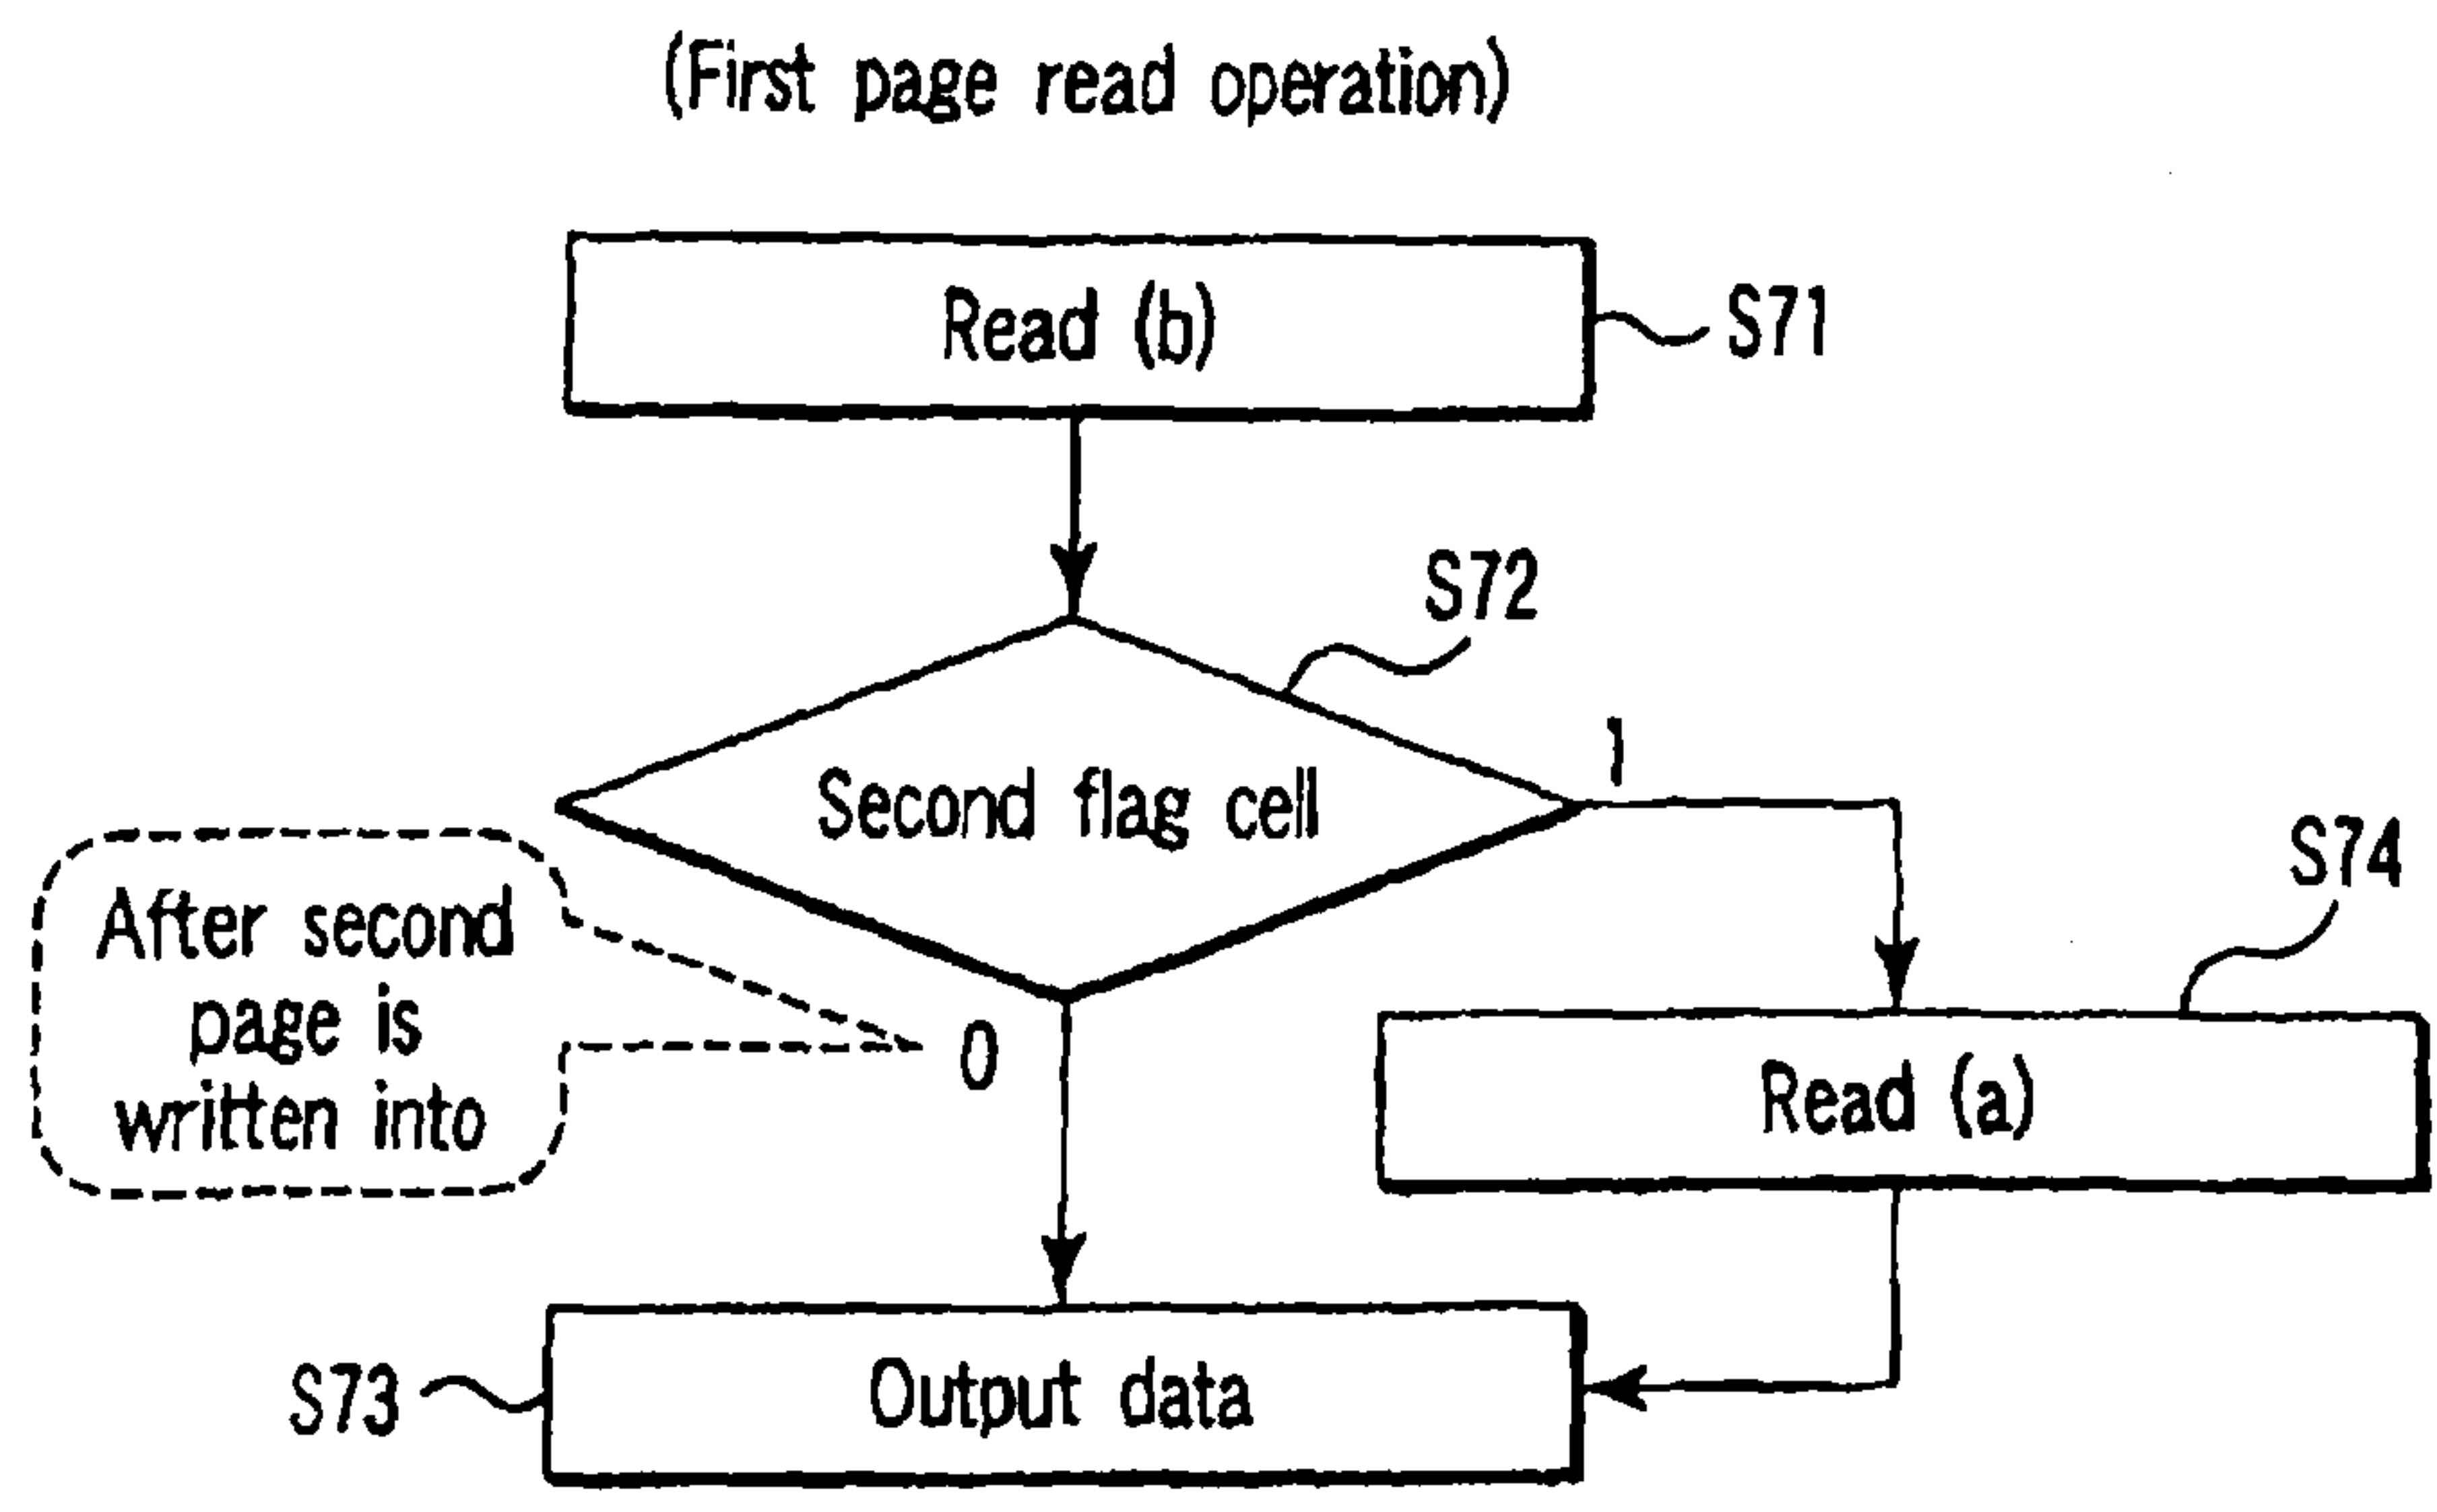 (First page read operation)
Read (b)
S71
S72
Second flag cell
1
S74
After second
page is
written into
0
Read (a)
S73
Output data